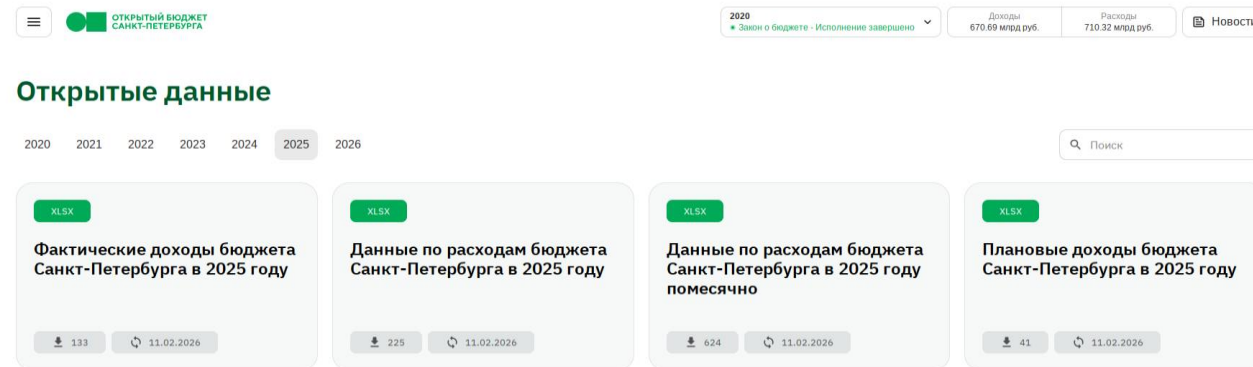 ОТКРЫТЫЙ БЮДЖЕТ
САНКТ-ПЕТЕРБУРГА
2020
Закон о бюджете - Исполнение завершено
Доходы
670.69 млрд руб.
Расходы
710.32 млрд руб.
Новости
Открытые данные
2020 2021 2022 2023 2024 2025 2026
Поиск
XLSX
Фактические доходы бюджета
Санкт-Петербурга в 2025 году
133 11.02.2026
XLSX
Данные по расходам бюджета
Санкт-Петербурга в 2025 году
225 11.02.2026
XLSX
Данные по расходам бюджета
Санкт-Петербурга в 2025 году
помесячно
624 11.02.2026
XLSX
Плановые доходы бюджета
Санкт-Петербурга в 2025 году
41 11.02.2026